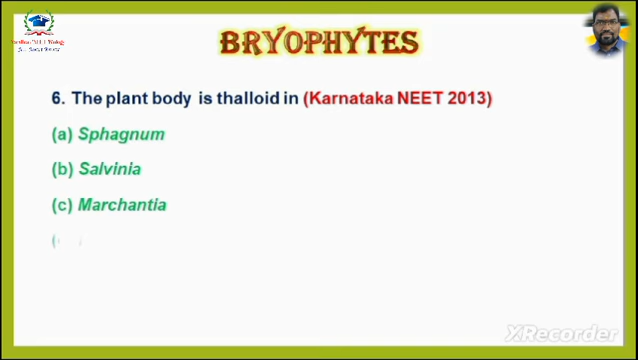 BRYOPHYTES
6. The plant body is thalloid in (Karnataka NEET 2013)
(a) Sphagnum
(b) Salvinia
(c) Marchantia
XRecorder